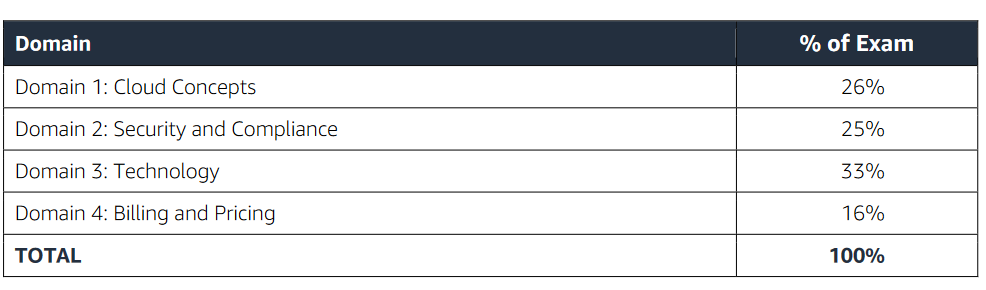 Domain % of Exam
Domain 1: Cloud Concepts 26%
Domain 2: Security and Compliance 25%
Domain 3: Technology 33%
Domain 4: Billing and Pricing 16%
TOTAL 100%